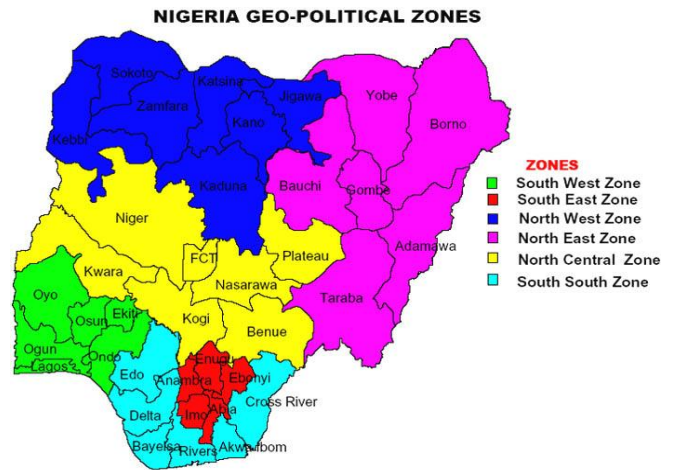 NIGERIA GEO-POLITICAL ZONES
Sokoto
Katsina
Zamfara
Jigawa
Kano
Kebbi
Kaduna
Yobe
Borno
Bauchi
Gombe
Adamawa
Taraba
Niger
FCT
Plateau
Kwara
Nasarawa
Kogi
Benue
Oyo
Osun
Ekiti
Ogun
Ondo
Lagos
Edo
Enugu
Anambra
Ebonyi
Imo
Abia
Cross River
Delta
Bayelsa
Rivers
Akwa Ibom
ZONES
South West Zone
South East Zone
North West Zone
North East Zone
North Central Zone
South South Zone